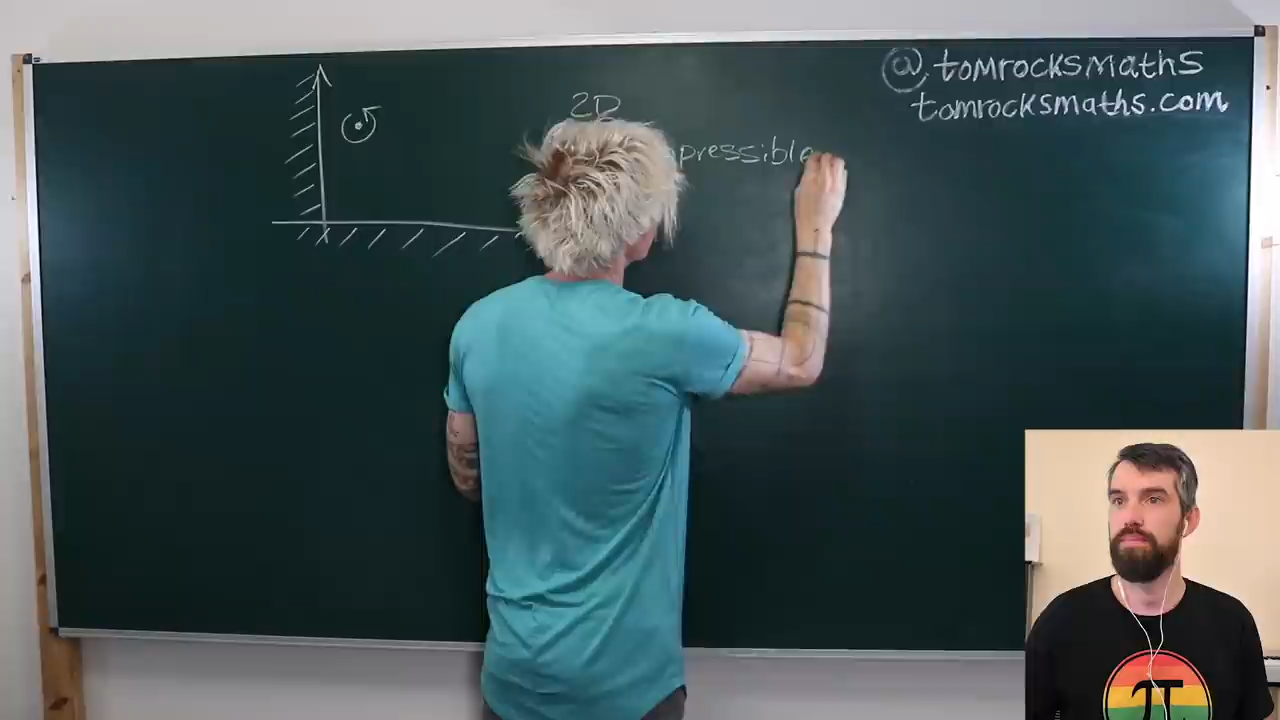 2D
pressible
@tomrocksmaths
tomrocksmaths.com
π